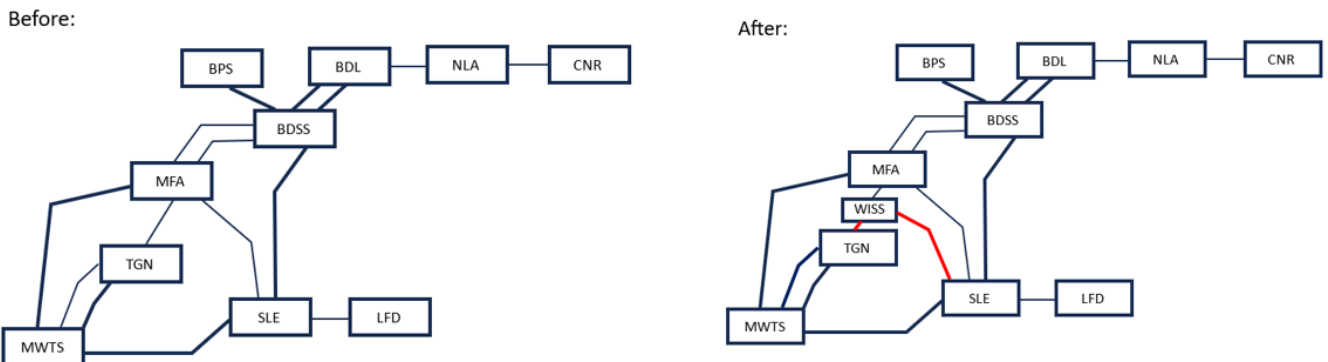 Before:
BPS
BDL
NLA
CNR
BDSS
MFA
TGN
SLE
LFD
MWTS
After:
BPS
BDL
NLA
CNR
BDSS
MFA
WISS
TGN
SLE
LFD
MWTS